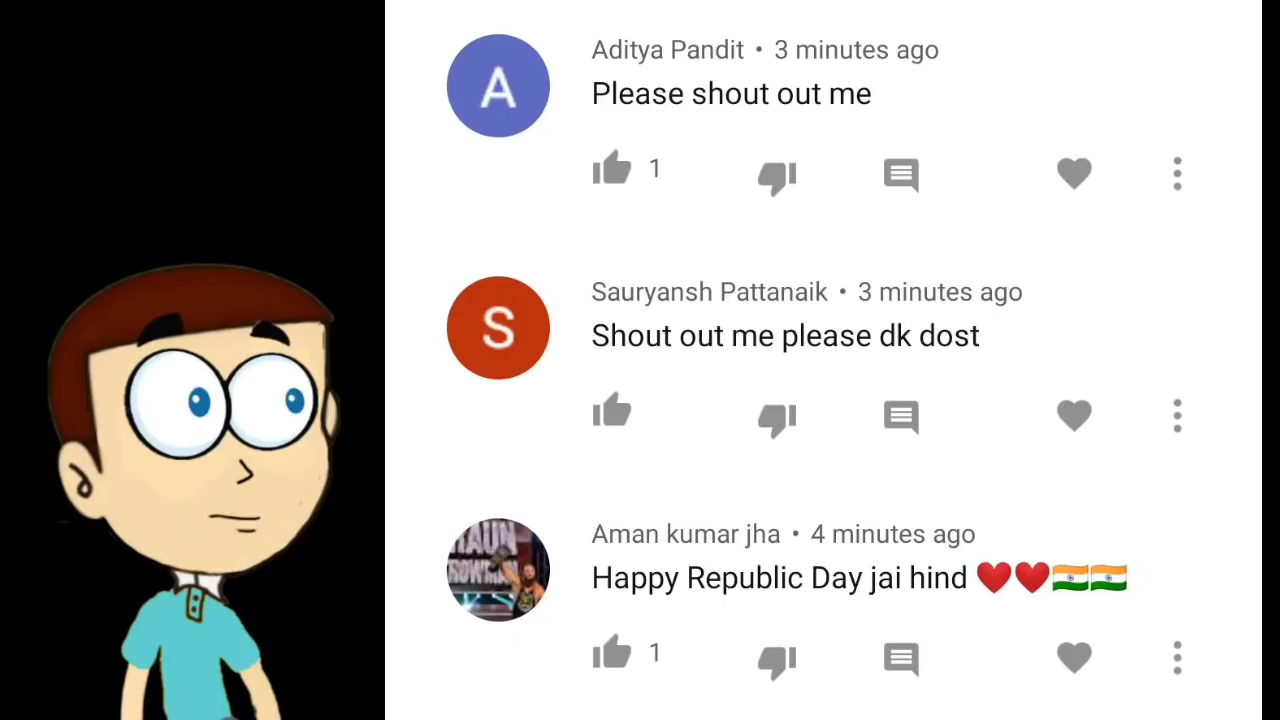 A
Aditya Pandit • 3 minutes ago
Please shout out me
1
S
Sauryansh Pattanaik • 3 minutes ago
Shout out me please dk dost
Aman kumar jha • 4 minutes ago
Happy Republic Day jai hind ❤️❤️🇮🇳🇮🇳
1